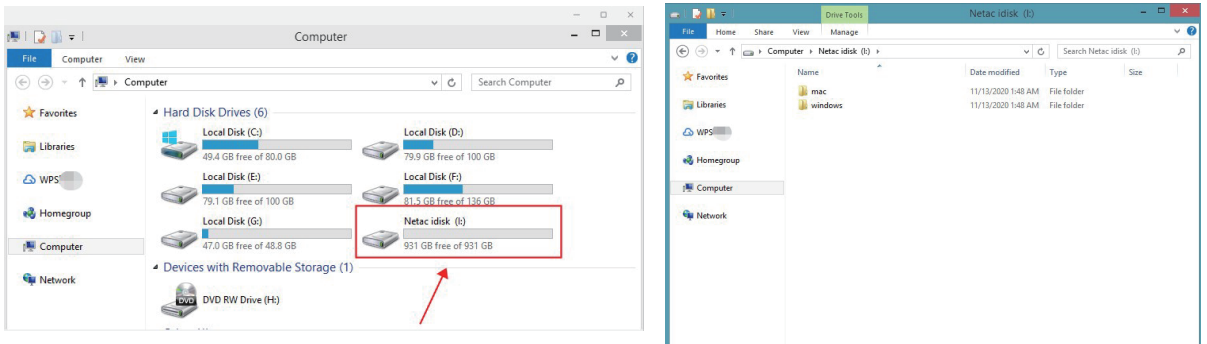 Computer
File Computer View
Computer
Search Computer
Favorites
Libraries
WPS
Homegroup
Computer
Network
Hard Disk Drives (6)
Local Disk (C:)
49.4 GB free of 80.0 GB
Local Disk (D:)
79.9 GB free of 100 GB
Local Disk (E:)
79.1 GB free of 100 GB
Local Disk (F:)
81.5 GB free of 136 GB
Local Disk (G:)
47.0 GB free of 48.8 GB
Netac idisk (I:)
931 GB free of 931 GB
Devices with Removable Storage (1)
DVD
DVD RW Drive (H:)
Drive Tools
Netac idisk (I:)
File Home Share View Manage
Computer Netac idisk (I:)
Search Netac idisk (I:)
Favorites
Libraries
WPS
Homegroup
Computer
Network
Name Date modified Type Size
mac 11/13/2020 1:48 AM File folder
windows 11/13/2020 1:48 AM File folder